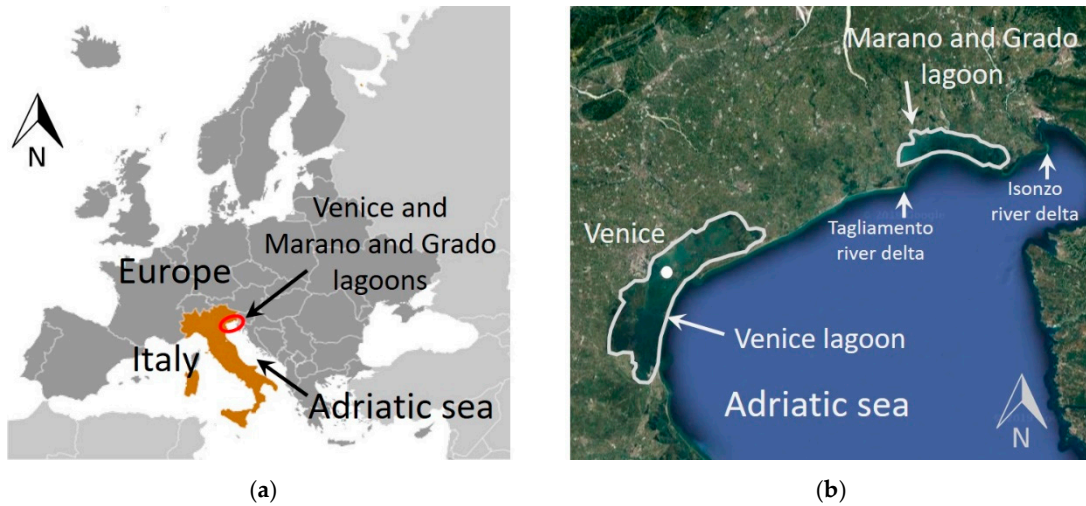 N
Venice and
Marano and Grado
lagoons
Europe
Italy
Adriatic sea
(a)
Marano and Grado
lagoon
Isonzo
river delta
Tagliamento
river delta
Venice
Venice lagoon
Adriatic sea
N
(b)